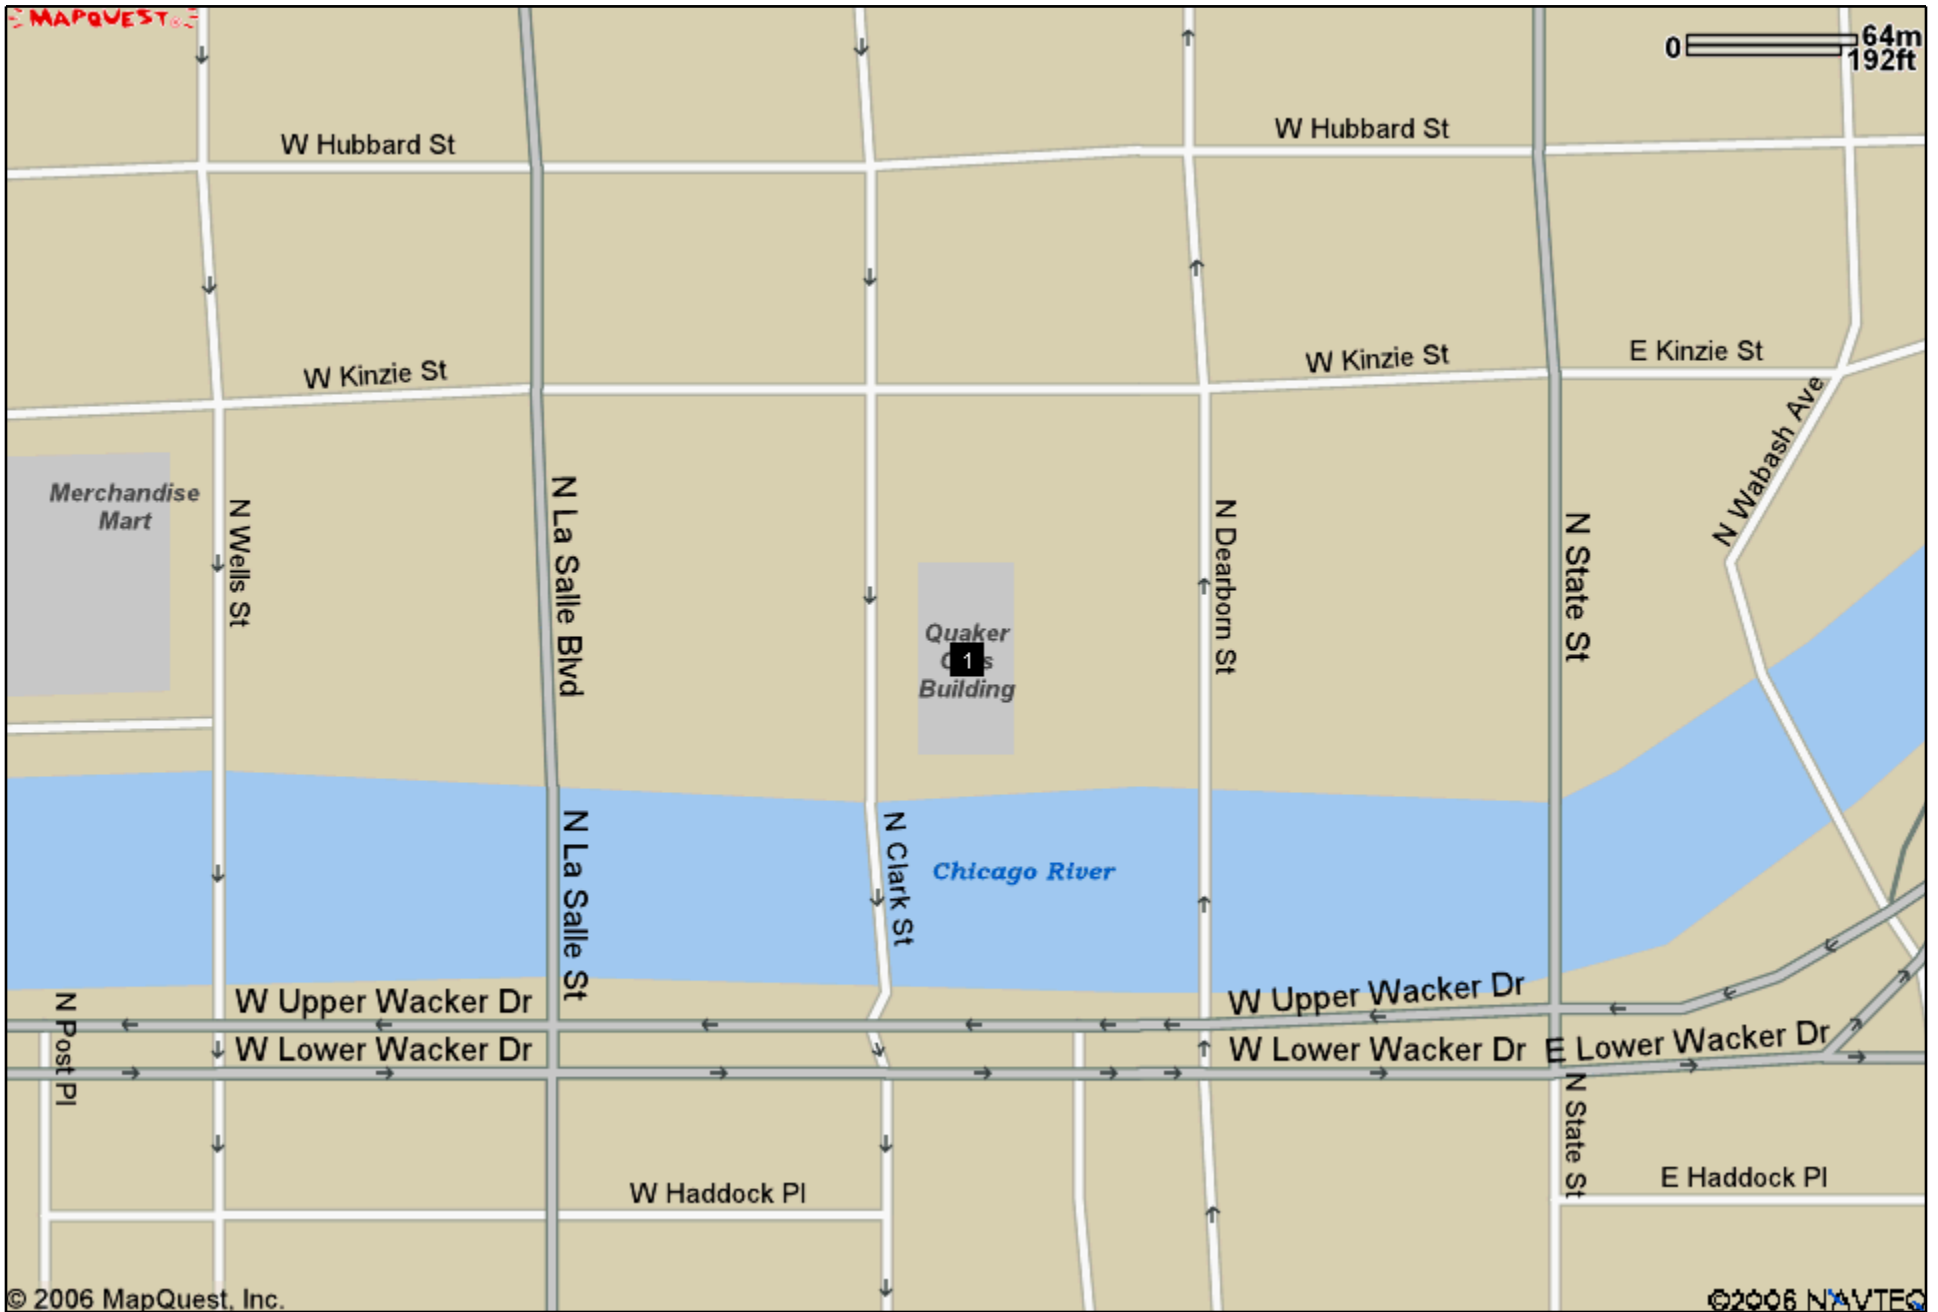 MAPQUEST
64m
0
192ft
W Hubbard St
W Hubbard St
W Kinzie St
W Kinzie St
E Kinzie St
N Wabash Ave
Merchandise
Mart
N Wells St
N La Salle Blvd
N Dearborn St
N State St
Quaker
1
Building
N La Salle St
N Clark St
Chicago River
N Post Pl
W Upper Wacker Dr
W Upper Wacker Dr
W Lower Wacker Dr
W Lower Wacker Dr
E Lower Wacker Dr
N State St
W Haddock Pl
E Haddock Pl
© 2006 MapQuest, Inc.
©2006 NAVTEQ